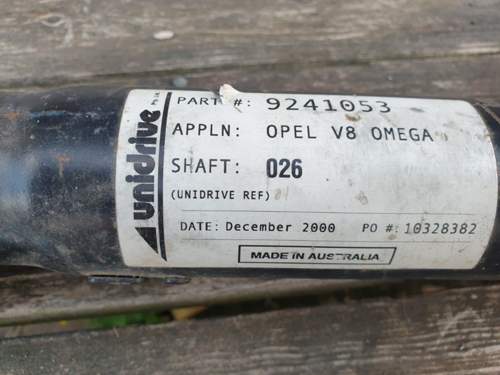 unidrive
PART #: 9241053
APPLN: OPEL V8 OMEGA
SHAFT: 026
(UNIDRIVE REF)
DATE: December 2000 PO #: 10328382
MADE IN AUSTRALIA